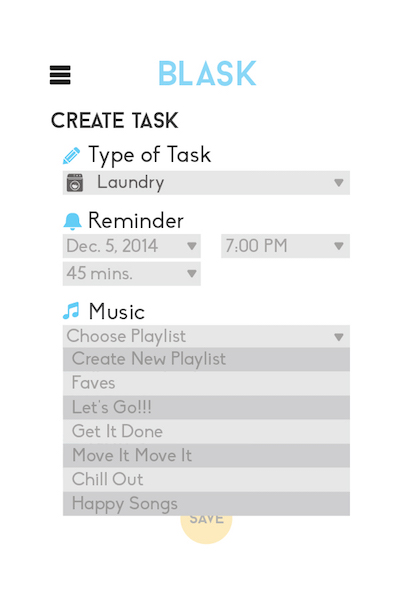 BLASK
CREATE TASK
Type of Task
Laundry
Reminder
Dec. 5, 2014 7:00 PM
45 mins.
Music
Choose Playlist
Create New Playlist
Faves
Let's Go!!!
Get It Done
Move It Move It
Chill Out
Happy Songs
SAVE